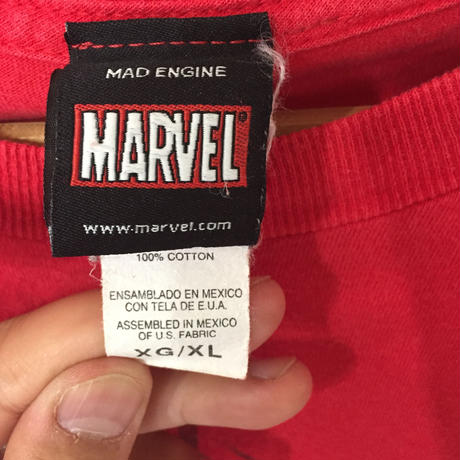 MAD ENGINE
MARVEL
www.marvel.com
100% COTTON
ENSAMBLADO EN MEXICO
CON TELA DE E.U.A.
ASSEMBLED IN MEXICO
OF U.S. FABRIC
XG/XL